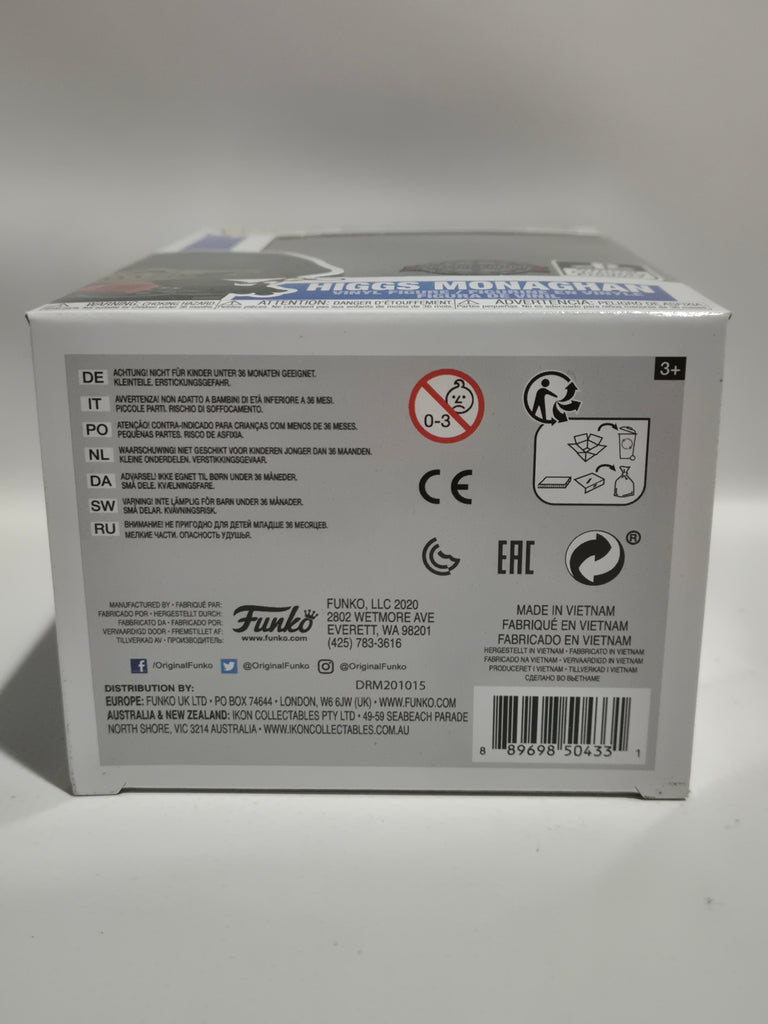 HIGGS MONAGHAN
WARNING: CHOKING HAZARD
ATTENTION: DANGER D'ÉTOUFFEMENT
ADVERTENCIA: PELIGRO DE ASFIXIA
3+
DE ACHTUNG! NICHT FÜR KINDER UNTER 36 MONATEN GEEIGNET.
KLEINTEILE. ERSTICKUNGSGEFAHR.
IT AVVERTENZA! NON ADATTO A BAMBINI DI ETÀ INFERIORE A 36 MESI.
PICCOLE PARTI. RISCHIO DI SOFFOCAMENTO.
PO ATENÇÃO! CONTRA-INDICADO PARA CRIANÇAS COM MENOS DE 36 MESES.
PEQUENAS PARTES. RISCO DE ASFIXIA.
NL WAARSCHUWING! NIET GESCHIKT VOOR KINDEREN JONGER DAN 36 MAANDEN.
KLEINE ONDERDELEN. VERSTIKKINGSGEVAAR.
DA ADVARSEL! IKKE EGNET TIL BØRN UNDER 36 MÅNEDER.
SMÅ DELE. KVÆLNINGSFARE.
SW VARNING! INTE LÄMPLIG FÖR BARN UNDER 36 MÅNADER.
SMÅ DELAR. KVÄVNINGSRISK.
RU ВНИМАНИЕ! НЕ ПРИГОДНО ДЛЯ ДЕТЕЙ МЛАДШЕ 36 МЕСЯЦЕВ.
МЕЛКИЕ ЧАСТИ. ОПАСНОСТЬ УДУШЬЯ.
0-3
CE
EAC
®
MANUFACTURED BY • FABRIQUÉ PAR:
FABRICADO POR • HERGESTELLT DURCH:
FABBRICATO DA • FABRICADO POR:
VERVAARDIGD DOOR • FREMSTILLET AF:
TILLVERKAD AV • ПРОИЗВОДИТЕЛЬ:
Funko
www.funko.com
FUNKO, LLC 2020
2802 WETMORE AVE
EVERETT, WA 98201
(425) 783-3616
/OriginalFunko @OriginalFunko @OriginalFunko
DRM201015
DISTRIBUTION BY:
EUROPE: FUNKO UK LTD • PO BOX 74644 • LONDON, W6 6JW (UK) • WWW.FUNKO.COM
AUSTRALIA & NEW ZEALAND: IKON COLLECTABLES PTY LTD • 49-59 SEABEACH PARADE
NORTH SHORE, VIC 3214 AUSTRALIA • WWW.IKONCOLLECTABLES.COM.AU
MADE IN VIETNAM
FABRIQUÉ EN VIETNAM
FABRICADO EN VIETNAM
HERGESTELLT IN VIETNAM • FABBRICATO IN VIETNAM
FABRICADO NA VIETNAM • VERVAARDIGD IN VIETNAM
PRODUCERET I VIETNAM • TILLVERKAD I VIETNAM
СДЕЛАНО ВО ВЬЕТНАМЕ
8 89698 50433 1